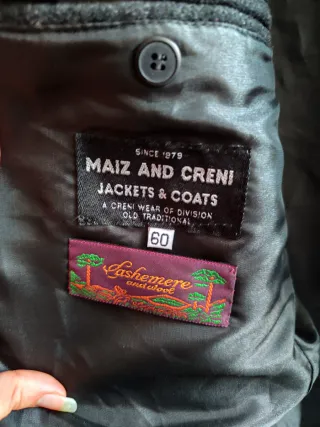 SINCE 1979
MAIZ AND CRENI
JACKETS & COATS
A CRENI WEAR OF DIVISION
OLD TRADITIONAL
60
Cashemere
and wool